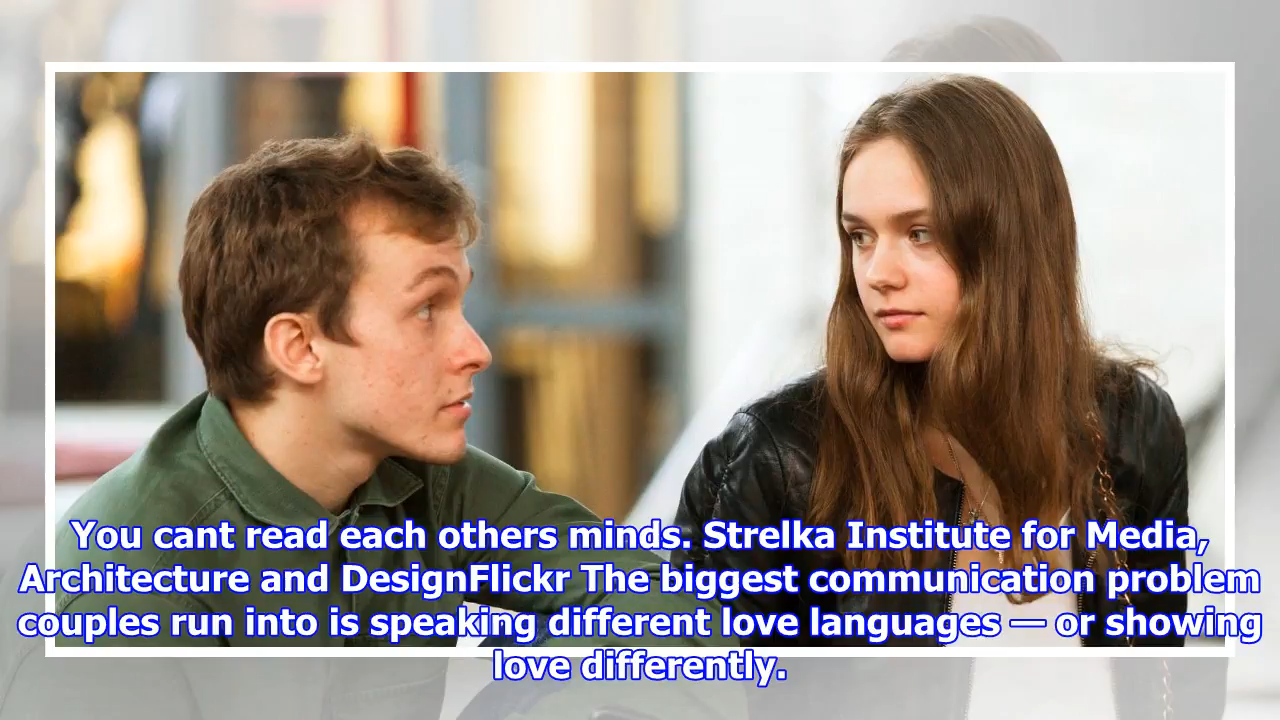 You cant read each others minds. Strelka Institute for Media,
Architecture and DesignFlickr The biggest communication problem
couples run into is speaking different love languages — or showing
love differently.